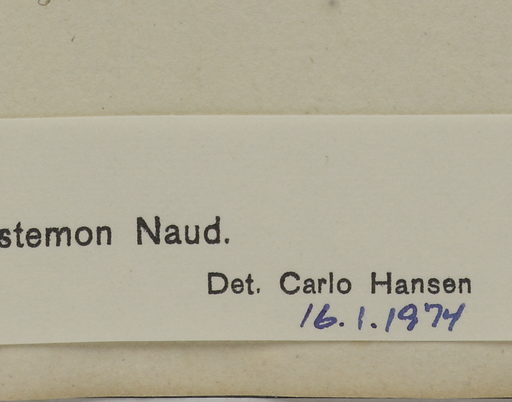 stemon Naud.
Det. Carlo Hansen
16.1.1974